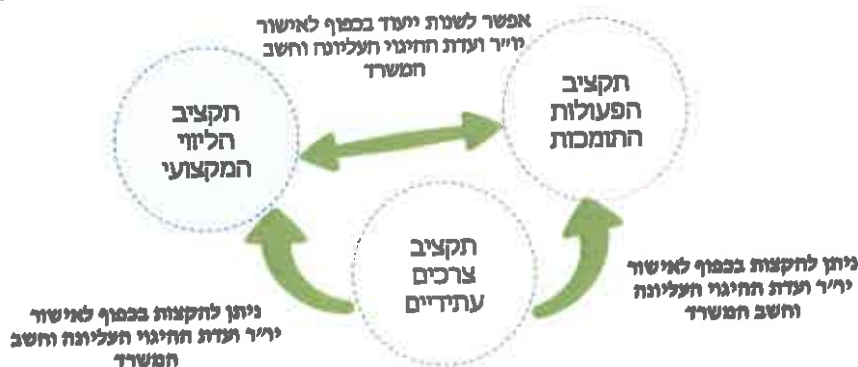 אפשר לשנות ייעוד בכפוף לאישור
יו״ר ועדת ההיגוי העליונה וחשב
המשרד
תקציב
הפעולות
התומכות
תקציב
הליווי
המקצועי
תקציב
צרכים
עתידיים
ניתן להקצות בכפוף לאישור
יו״ר ועדת ההיגוי העליונה
וחשב המשרד
ניתן להקצות בכפוף לאישור
יו״ר ועדת ההיגוי העליונה וחשב
המשרד